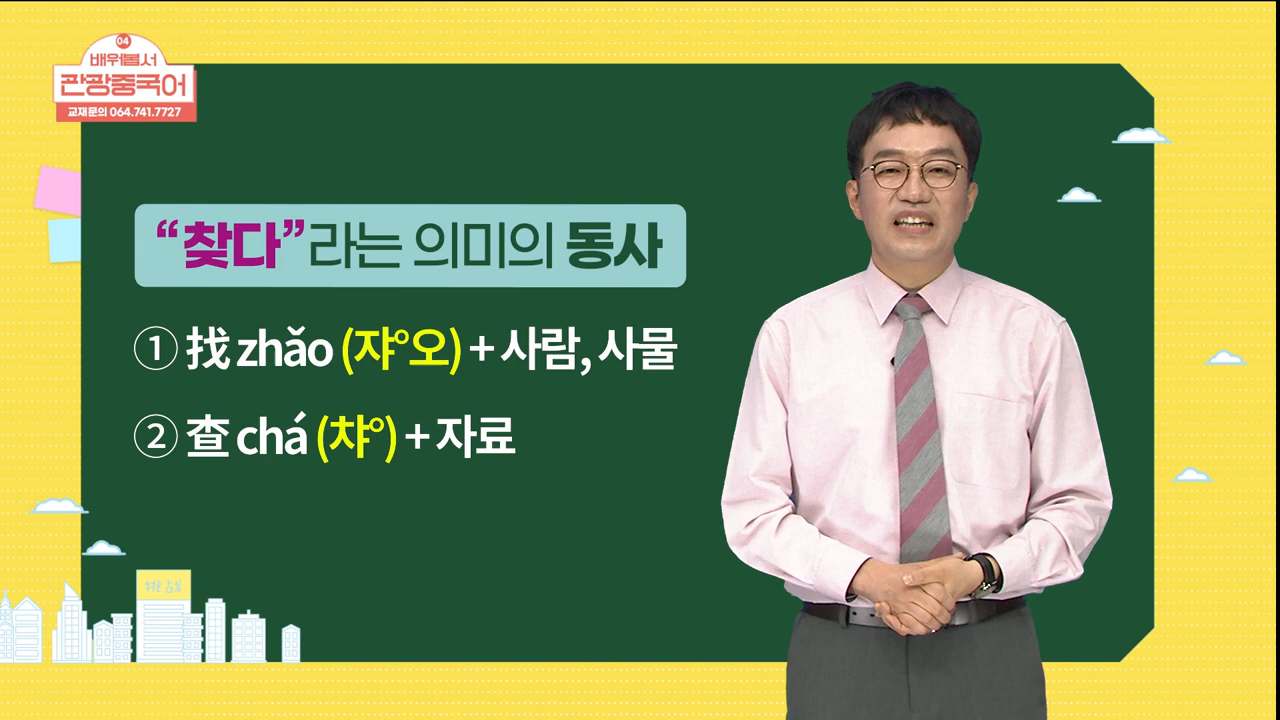 04
배워봅서
관광중국어
교재문의 064.741.7727
“찾다”라는 의미의 동사
① 找 zhǎo (쟈°오) + 사람, 사물
② 查 chá (챠°) + 자료
挑战